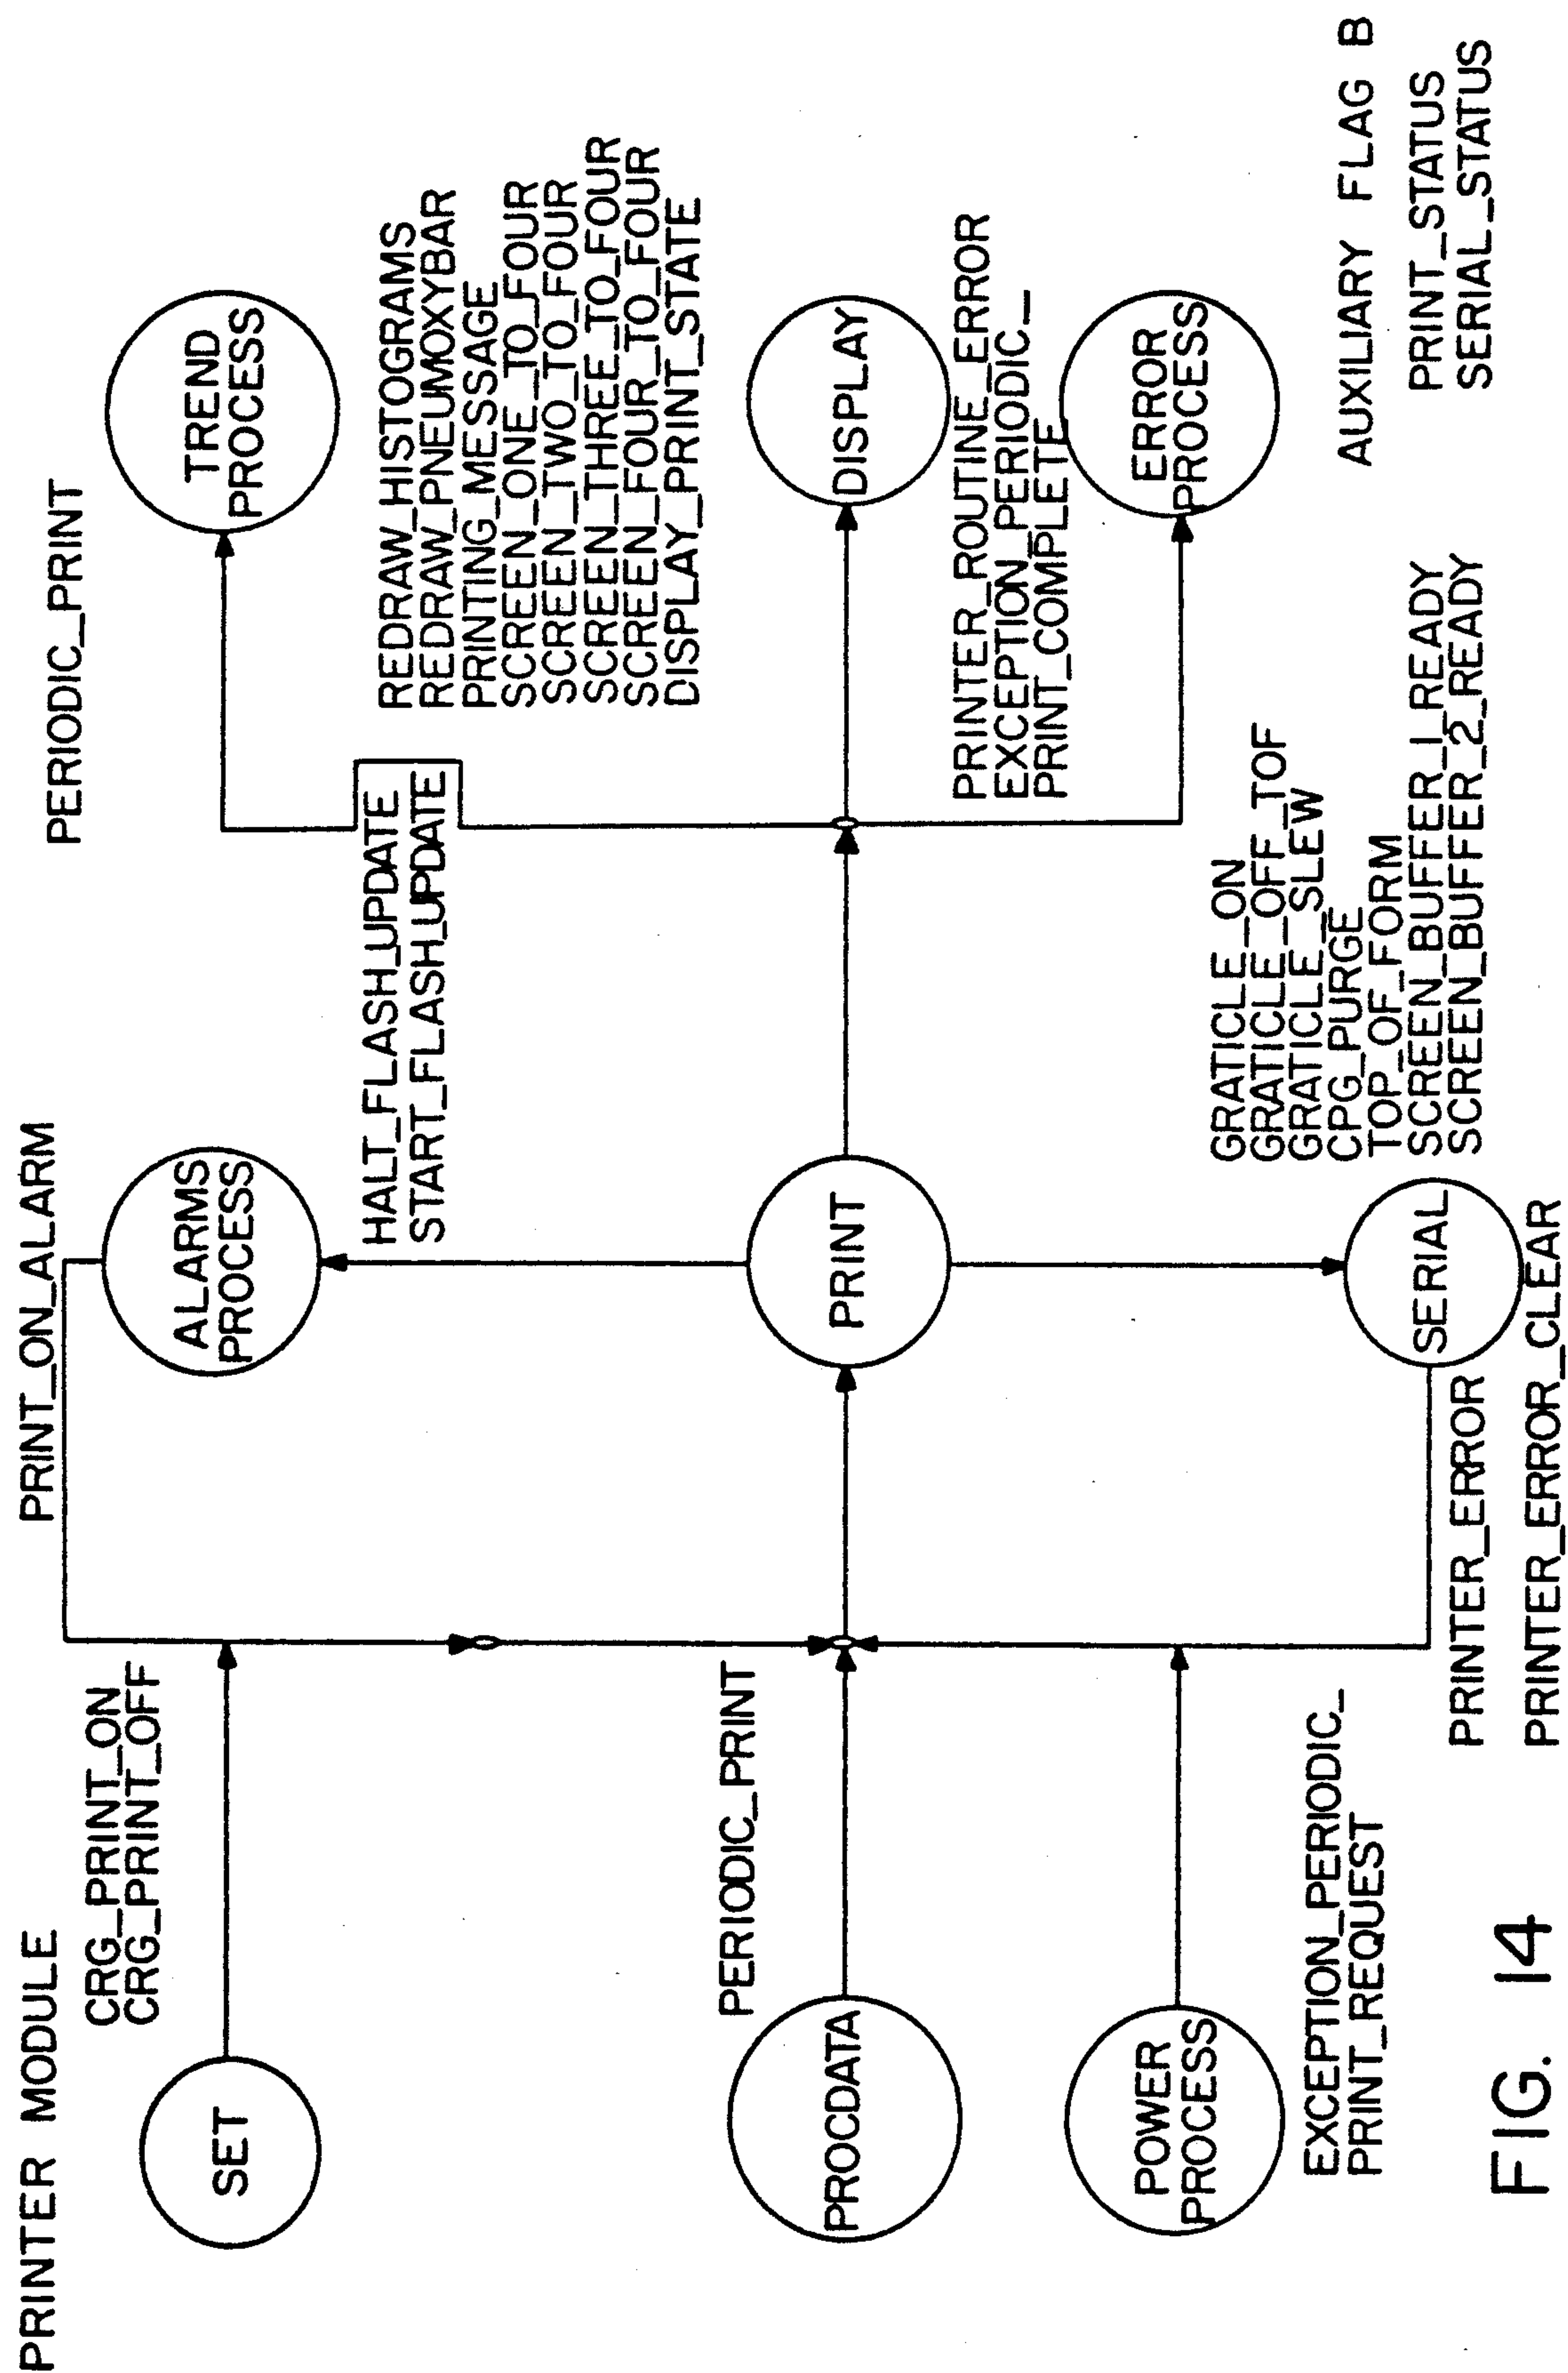 PRINTER MODULE
PRINT_ON_ALARM
PERIODIC_PRINT
CRG_PRINT_ON
CRG_PRINT_OFF
SET
ALARMS
PROCESS
TREND
PROCESS
HALT_FLASH_UPDATE
START_FLASH_UPDATE
REDRAW_HISTOGRAMS
REDRAW_PNEUMOXYBAR
PRINTING_MESSAGE
SCREEN_ONE_TO_FOUR
SCREEN_TWO_TO_FOUR
SCREEN_THREE_TO_FOUR
SCREEN_FOUR_TO_FOUR
DISPLAY_PRINT_STATE
PERIODIC_PRINT
PROCDATA
PRINT
DISPLAY
PRINTER_ROUTINE_ERROR
EXCEPTION_PERIODIC_
PRINT_COMPLETE
POWER
PROCESS
ERROR
PROCESS
EXCEPTION_PERIODIC_
PRINT_REQUEST
GRATICLE_ON
GRATICLE_OFF_TOF
GRATICLE_SLEW
CPG_PURGE
TOP_OF_FORM
SCREEN_BUFFER_1_READY
SCREEN_BUFFER_2_READY
SERIAL
PRINTER_ERROR
PRINTER_ERROR_CLEAR
AUXILIARY FLAG B
PRINT_STATUS
SERIAL_STATUS
FIG. 14